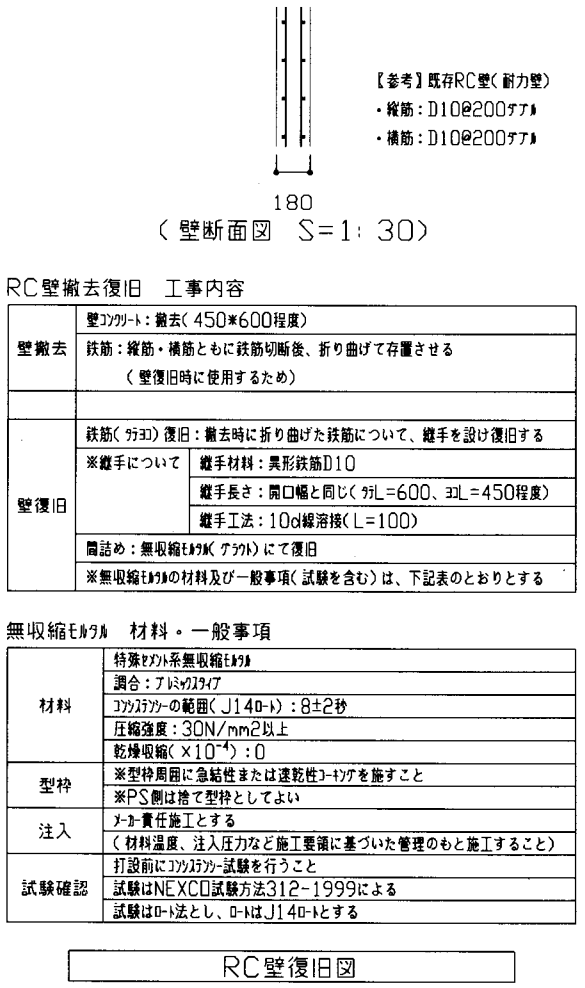 【参考】既存RC壁(耐力壁)
・縦筋:D10@200ﾀﾞﾌﾞﾙ
・横筋:D10@200ﾀﾞﾌﾞﾙ
180
(壁断面図 S=1:30)
RC壁撤去復旧 工事内容
壁撤去
壁ｺﾝｸﾘｰﾄ:撤去(450*600程度)
鉄筋:縦筋・横筋ともに鉄筋切断後、折り曲げて存置させる
(壁復旧時に使用するため)
壁復旧
鉄筋(ﾀﾃﾖｺ)復旧:撤去時に折り曲げた鉄筋について、継手を設け復旧する
※継手について
継手材料:異形鉄筋D10
継手長さ:開口幅と同じ(ﾀﾃL=600、ﾖｺL=450程度)
継手工法:10d線溶接(L=100)
間詰め:無収縮ﾓﾙﾀﾙ(ｸﾞﾗｳﾄ)にて復旧
※無収縮ﾓﾙﾀﾙの材料及び一般事項(試験を含む)は、下記表のとおりとする
無収縮ﾓﾙﾀﾙ 材料・一般事項
材料
特殊ｾﾒﾝﾄ系無収縮ﾓﾙﾀﾙ
調合:ﾌﾟﾚﾐｯｸｽﾀｲﾌﾟ
ｺﾝｼｽﾃﾝｼｰの範囲(J14ﾛｰﾄ):8±2秒
圧縮強度:30N/mm2以上
乾燥収縮(×10⁻⁴):0
型枠
※型枠周囲に急結性または速乾性ｺｰｷﾝｸﾞを施すこと
※PS側は捨て型枠としてよい
注入
ﾒｰｶｰ責任施工とする
(材料温度、注入圧力など施工要領に基づいた管理のもと施工すること)
試験確認
打設前にｺﾝｼｽﾃﾝｼｰ試験を行うこと
試験はNEXCO試験方法312-1999による
試験はﾛｰﾄ法とし、ﾛｰﾄはJ14ﾛｰﾄとする
RC壁復旧図